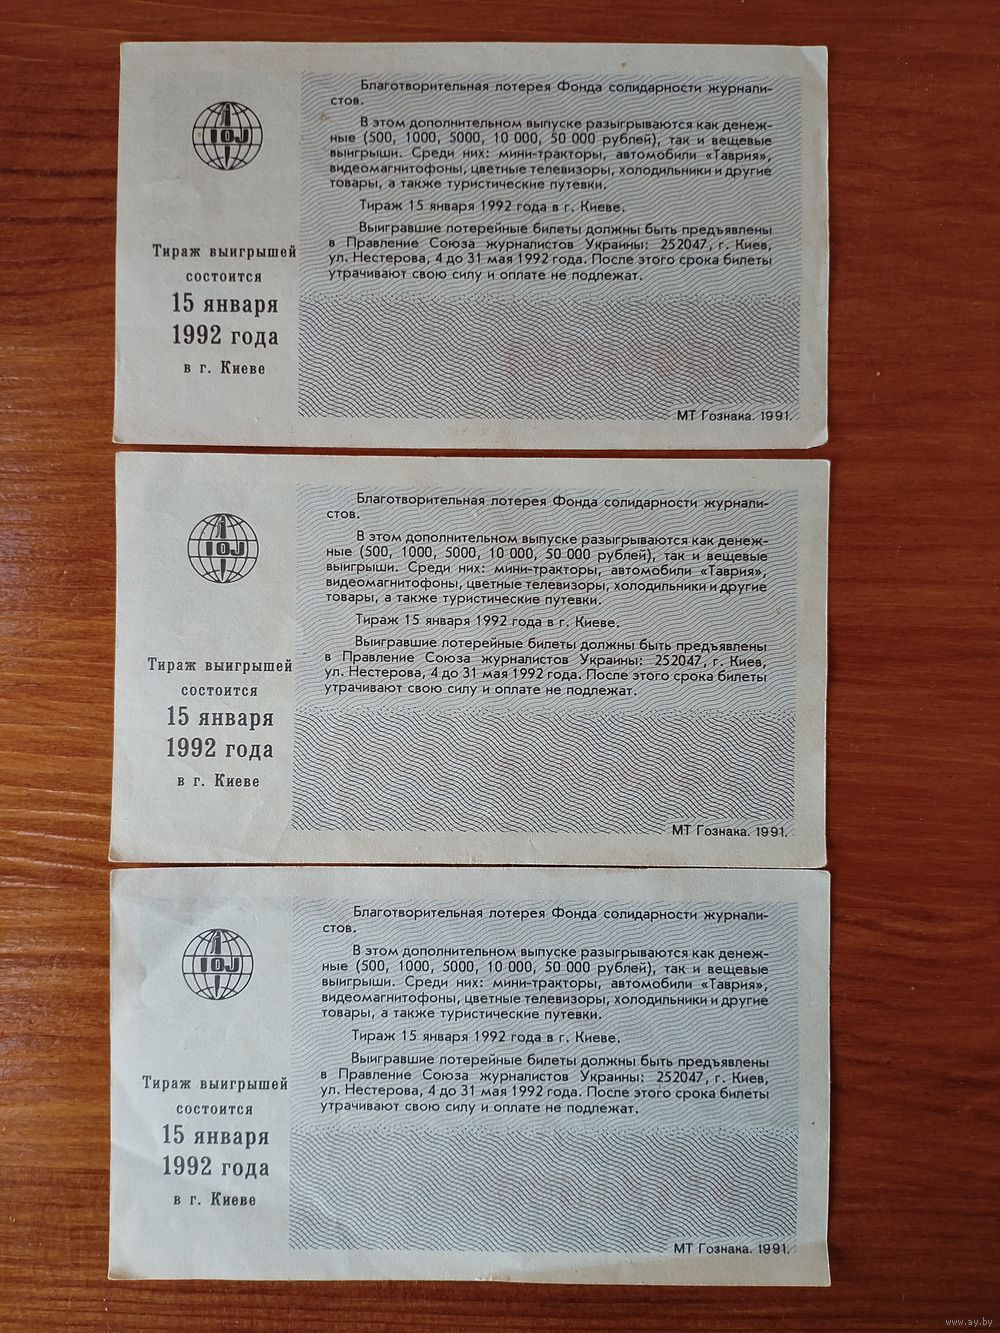 IOJ
Тираж выигрышей
состоится
15 января
1992 года
в г. Киеве
Благотворительная лотерея Фонда солидарности журнали-
стов.
В этом дополнительном выпуске разыгрываются как денеж-
ные (500, 1000, 5000, 10 000, 50 000 рублей), так и вещевые
выигрыши. Среди них: мини-тракторы, автомобили «Таврия»,
видеомагнитофоны, цветные телевизоры, холодильники и другие
товары, а также туристические путевки.
Тираж 15 января 1992 года в г. Киеве.
Выигравшие лотерейные билеты должны быть предъявлены
в Правление Союза журналистов Украины: 252047, г. Киев,
ул. Нестерова, 4 до 31 мая 1992 года. После этого срока билеты
утрачивают свою силу и оплате не подлежат.
МТ Гознака. 1991.
IOJ
Тираж выигрышей
состоится
15 января
1992 года
в г. Киеве
Благотворительная лотерея Фонда солидарности журнали-
стов.
В этом дополнительном выпуске разыгрываются как денеж-
ные (500, 1000, 5000, 10 000, 50 000 рублей), так и вещевые
выигрыши. Среди них: мини-тракторы, автомобили «Таврия»,
видеомагнитофоны, цветные телевизоры, холодильники и другие
товары, а также туристические путевки.
Тираж 15 января 1992 года в г. Киеве.
Выигравшие лотерейные билеты должны быть предъявлены
в Правление Союза журналистов Украины: 252047, г. Киев,
ул. Нестерова, 4 до 31 мая 1992 года. После этого срока билеты
утрачивают свою силу и оплате не подлежат.
МТ Гознака. 1991.
IOJ
Тираж выигрышей
состоится
15 января
1992 года
в г. Киеве
Благотворительная лотерея Фонда солидарности журнали-
стов.
В этом дополнительном выпуске разыгрываются как денеж-
ные (500, 1000, 5000, 10 000, 50 000 рублей), так и вещевые
выигрыши. Среди них: мини-тракторы, автомобили «Таврия»,
видеомагнитофоны, цветные телевизоры, холодильники и другие
товары, а также туристические путевки.
Тираж 15 января 1992 года в г. Киеве.
Выигравшие лотерейные билеты должны быть предъявлены
в Правление Союза журналистов Украины: 252047, г. Киев,
ул. Нестерова, 4 до 31 мая 1992 года. После этого срока билеты
утрачивают свою силу и оплате не подлежат.
МТ Гознака. 1991.
www.ay.by